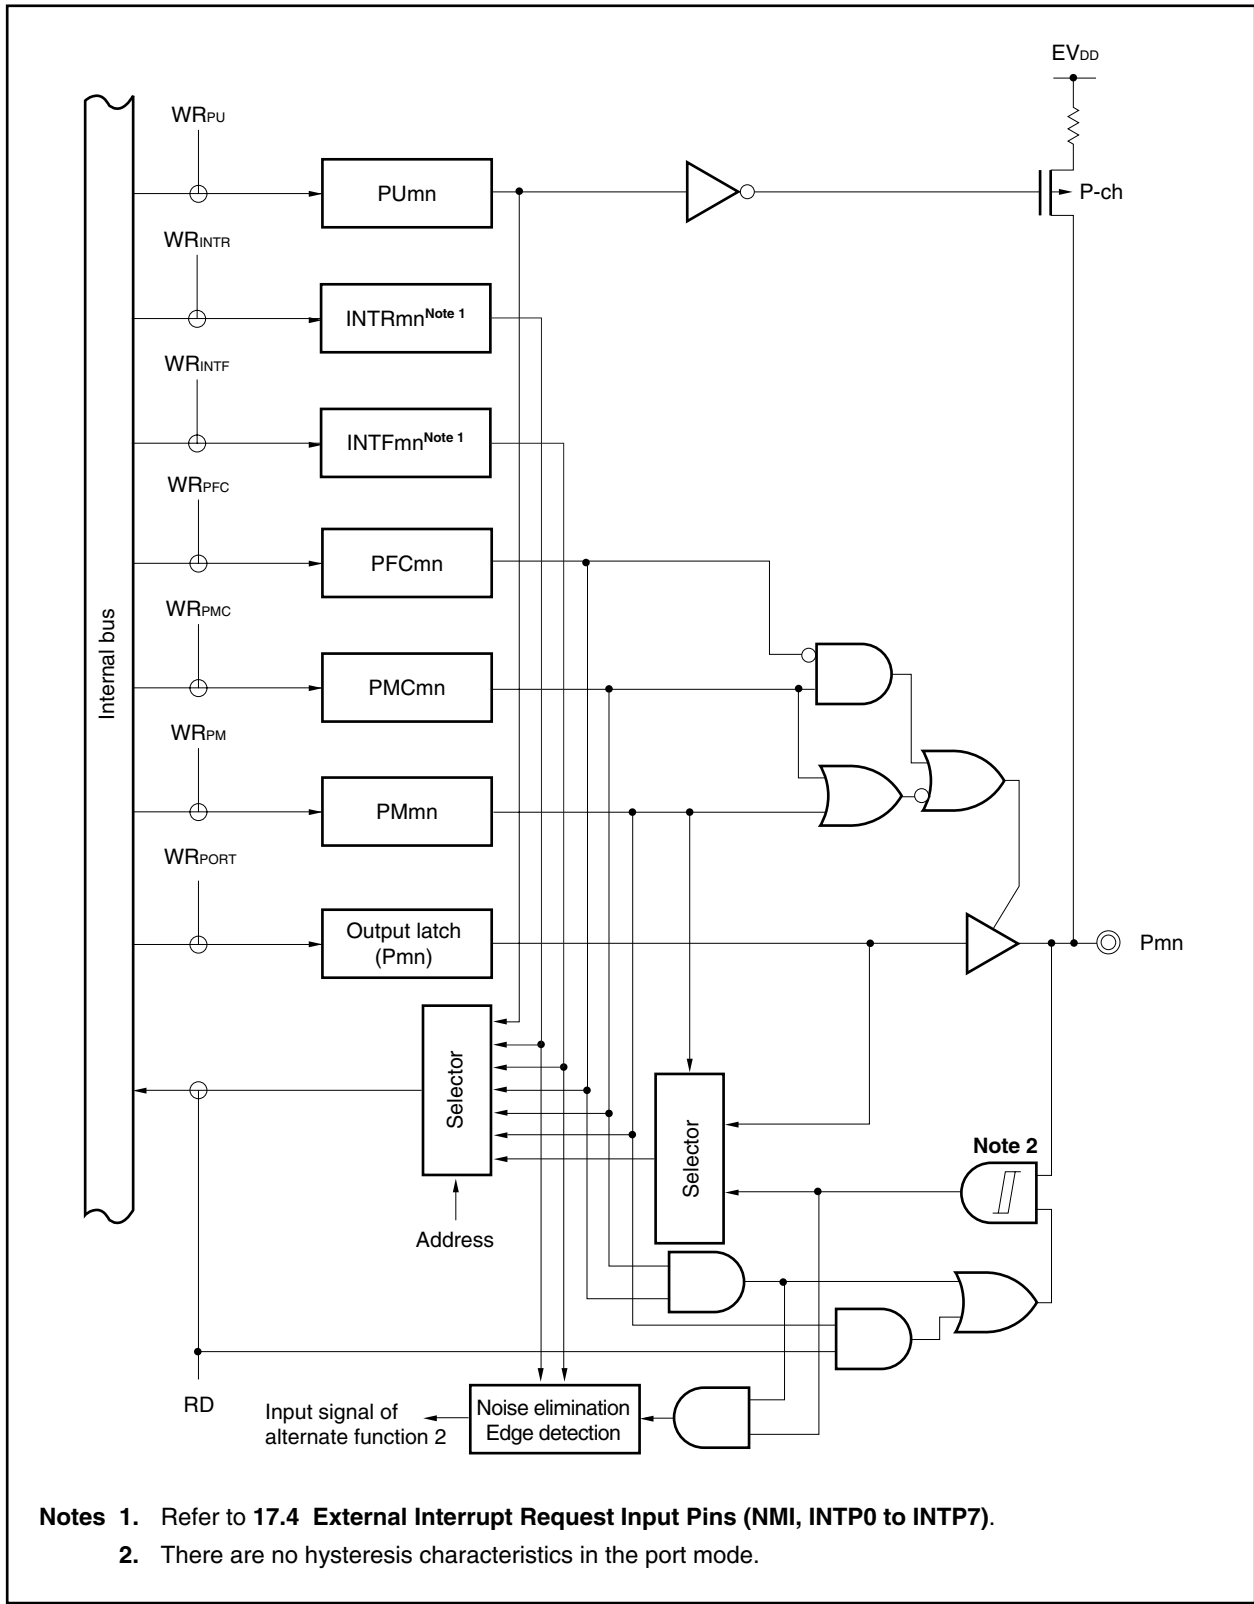 EVDD
WRPU
PUmn
P-ch
WRINTR
INTRmnNote 1
WRINTF
INTFmnNote 1
WRPFC
PFCmn
Internal bus
WRPMC
PMCmn
WRPM
PMmn
WRPORT
Output latch
(Pmn)
Pmn
Selector
Selector
Note 2
Address
RD
Input signal of
alternate function 2
Noise elimination
Edge detection
Notes 1. Refer to 17.4 External Interrupt Request Input Pins (NMI, INTP0 to INTP7).
2. There are no hysteresis characteristics in the port mode.